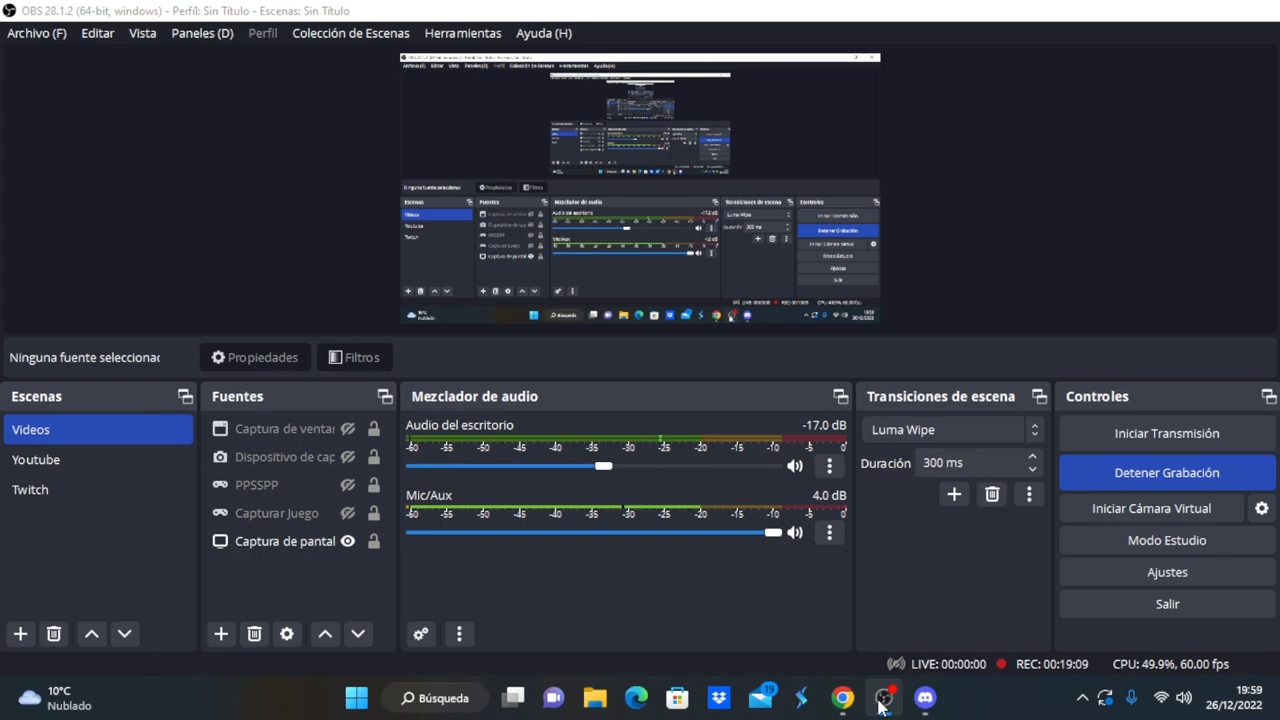 OBS 28.1.2 (64-bit, windows) - Perfil: Sin Título - Escenas: Sin Título
Archivo (F) Editar Vista Paneles (D) Perfil Colección de Escenas Herramientas Ayuda (H)
Ninguna fuente seleccionac Propiedades Filtros
Escenas Fuentes Mezclador de audio Transiciones de escena Controles
Videos
Youtube
Twitch
Captura de ventar
Dispositivo de cap
PPSSPP
Capturar Juego
Captura de pantal
Audio del escritorio -17.0 dB
-60 -55 -50 -45 -40 -35 -30 -25 -20 -15 -10 -5 0
Mic/Aux 4.0 dB
-60 -55 -50 -45 -40 -35 -30 -25 -20 -15 -10 -5 0
Luma Wipe
Duración 300 ms
Iniciar Transmisión
Detener Grabación
Iniciar Cámara Virtual
Modo Estudio
Ajustes
Salir
LIVE: 00:00:00 REC: 00:19:09 CPU: 49.9%, 60.00 fps
10°C
Nublado
Búsqueda
19
19:59
26/12/2022